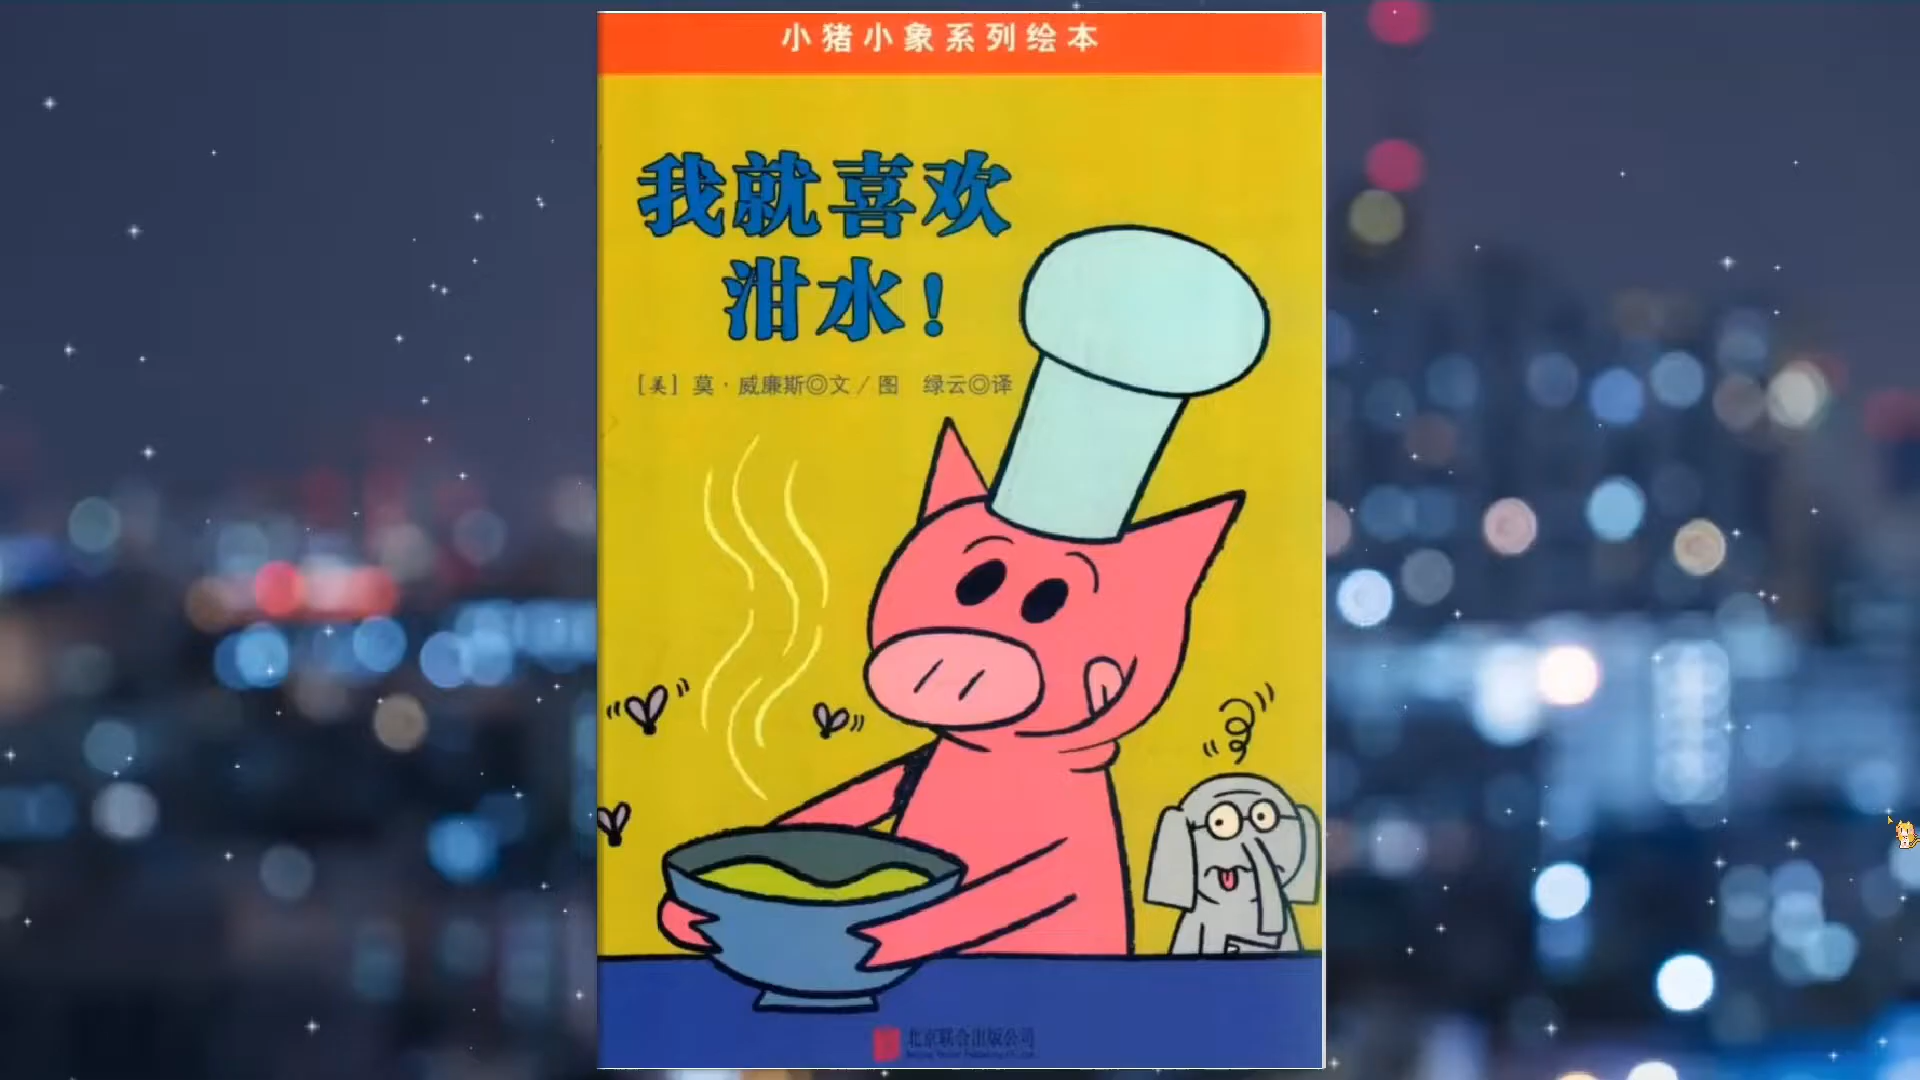 小猪小象系列绘本
我就喜欢
泔水！
［美］莫·威廉斯◎文／图 绿云◎译
北京联合出版公司